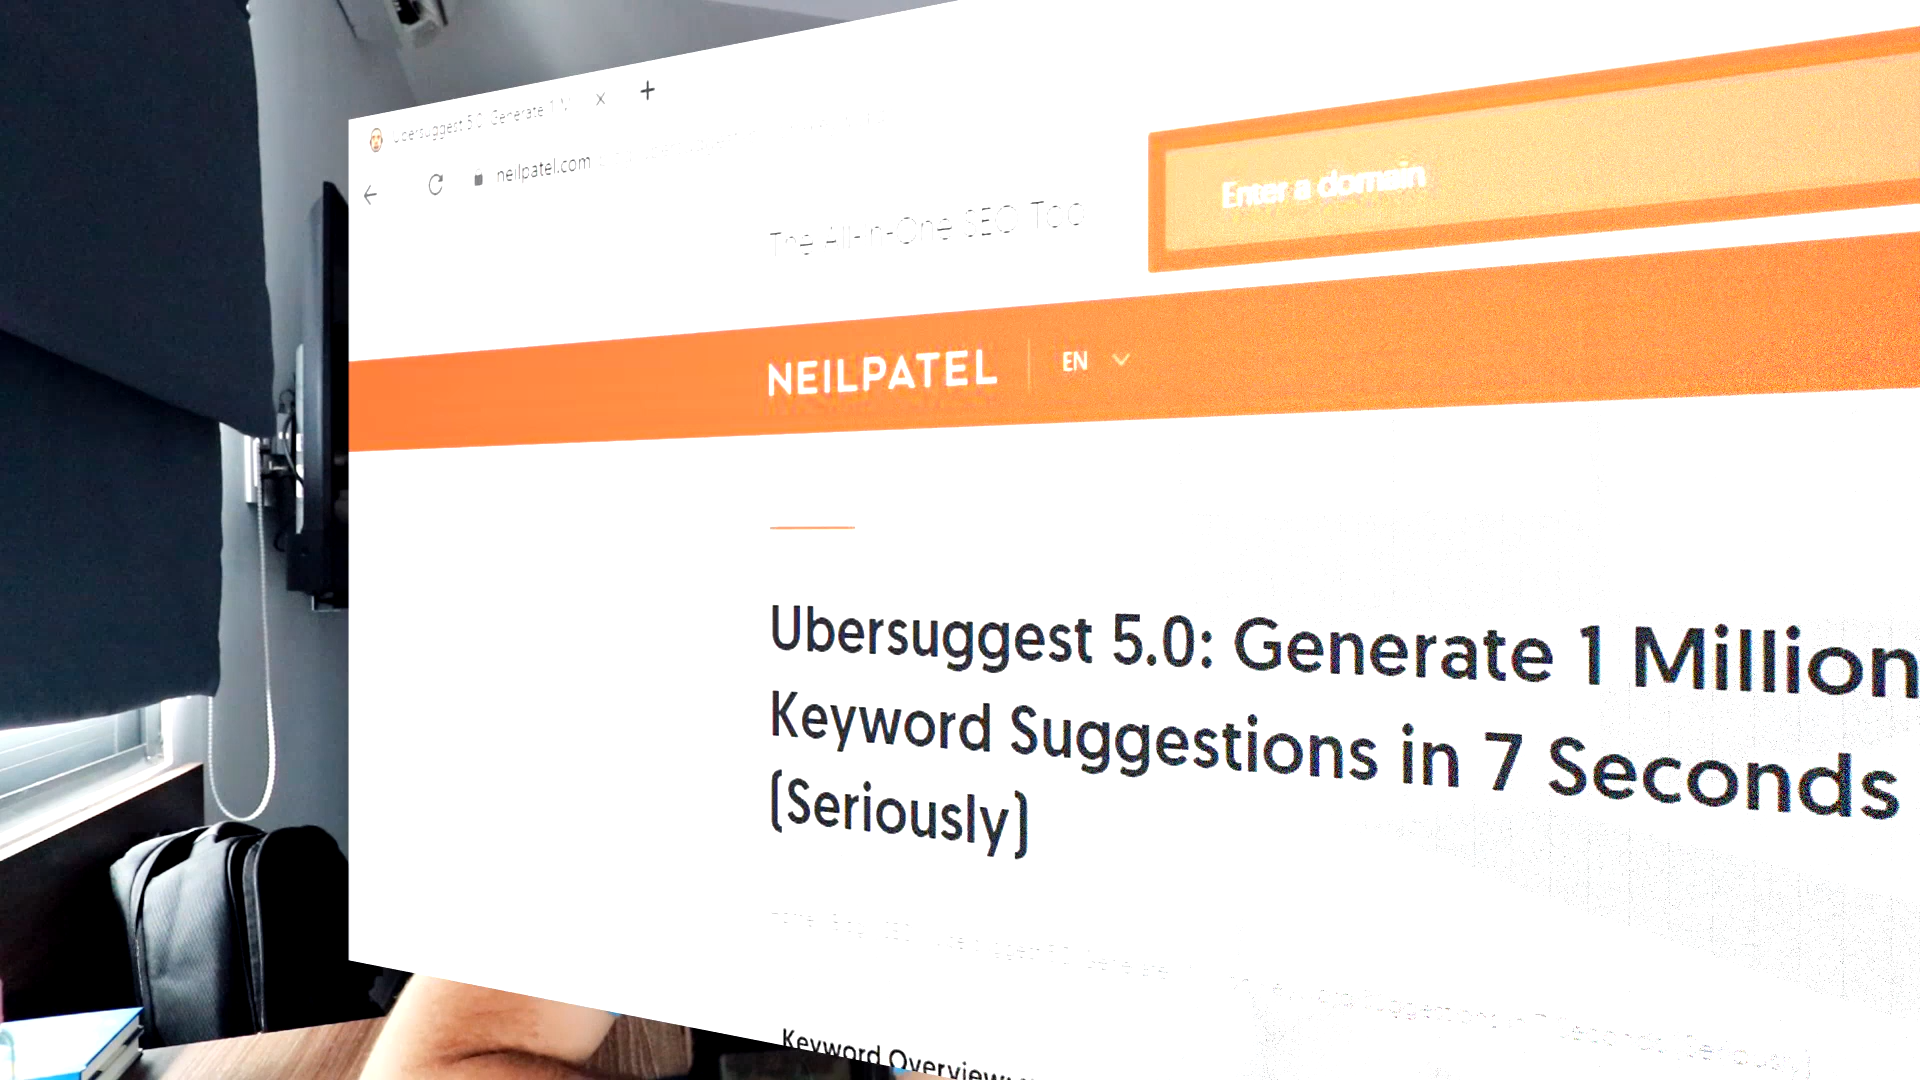 Ubersuggest 5.0: Generate 1
neilpatel.com
The All-in-One SEO Too
Enter a domain
NEILPATEL
EN
Ubersuggest 5.0: Generate 1 Million
Keyword Suggestions in 7 Seconds
(Seriously)
Keyword Overview